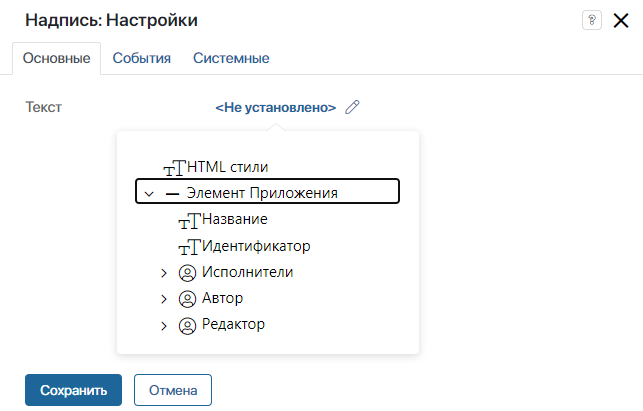 Надпись: Настройки
?
Основные События Системные
Текст <Не установлено>
HTML стили
Элемент Приложения
Название
Идентификатор
Исполнители
Автор
Редактор
Сохранить Отмена